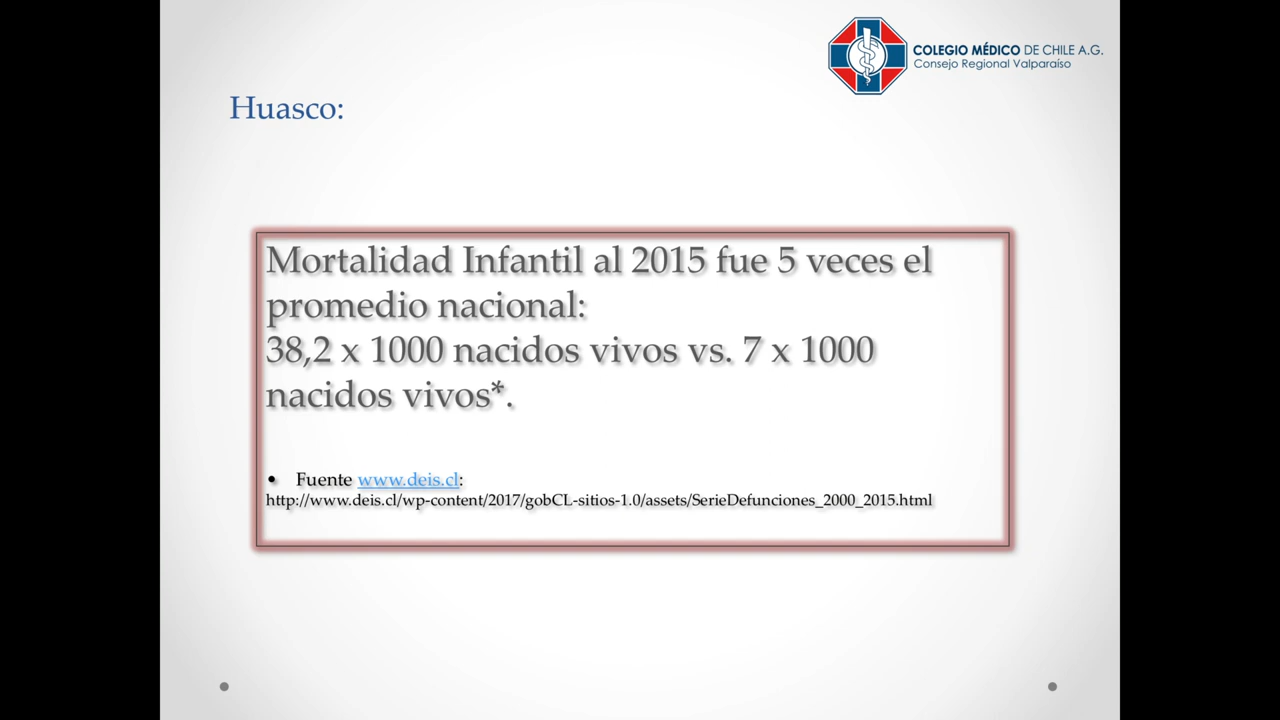 COLEGIO MÉDICO DE CHILE A.G.
Consejo Regional Valparaíso
Huasco:
Mortalidad Infantil al 2015 fue 5 veces el
promedio nacional:
38,2 x 1000 nacidos vivos vs. 7 x 1000
nacidos vivos*.
• Fuente www.deis.cl:
http://www.deis.cl/wp-content/2017/gobCL-sitios-1.0/assets/SerieDefunciones_2000_2015.html